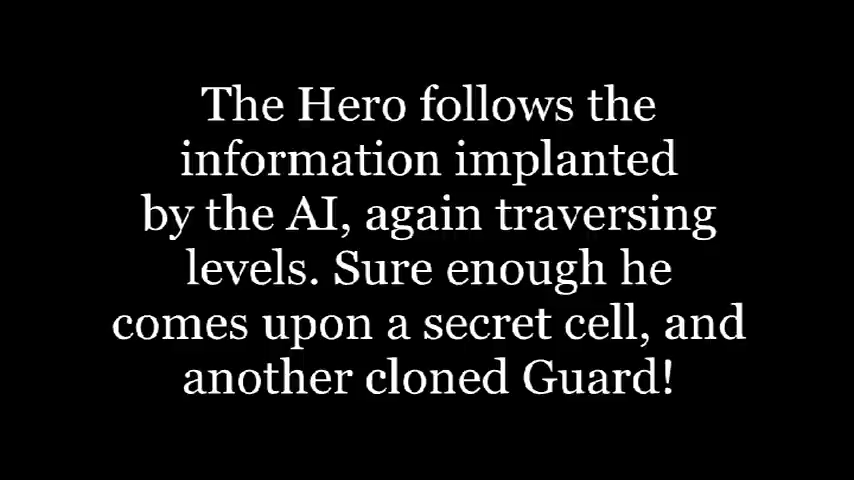 The Hero follows the
information implanted
by the AI, again traversing
levels. Sure enough he
comes upon a secret cell, and
another cloned Guard!